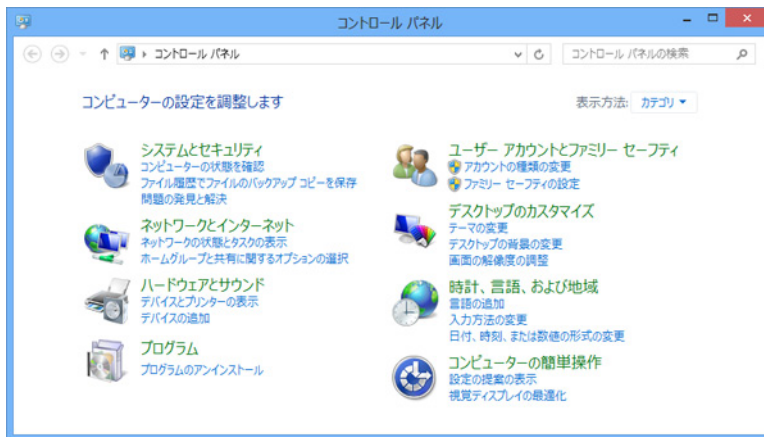 コントロール パネル
コントロール パネル
コントロール パネルの検索
コンピューターの設定を調整します
表示方法: カテゴリ
システムとセキュリティ
コンピューターの状態を確認
ファイル履歴でファイルのバックアップ コピーを保存
問題の発見と解決
ネットワークとインターネット
ネットワークの状態とタスクの表示
ホームグループと共有に関するオプションの選択
ハードウェアとサウンド
デバイスとプリンターの表示
デバイスの追加
プログラム
プログラムのアンインストール
ユーザー アカウントとファミリー セーフティ
アカウントの種類の変更
ファミリー セーフティの設定
デスクトップのカスタマイズ
テーマの変更
デスクトップの背景の変更
画面の解像度の調整
時計、言語、および地域
言語の追加
入力方法の変更
日付、時刻、または数値の形式の変更
コンピューターの簡単操作
設定の提案の表示
視覚ディスプレイの最適化